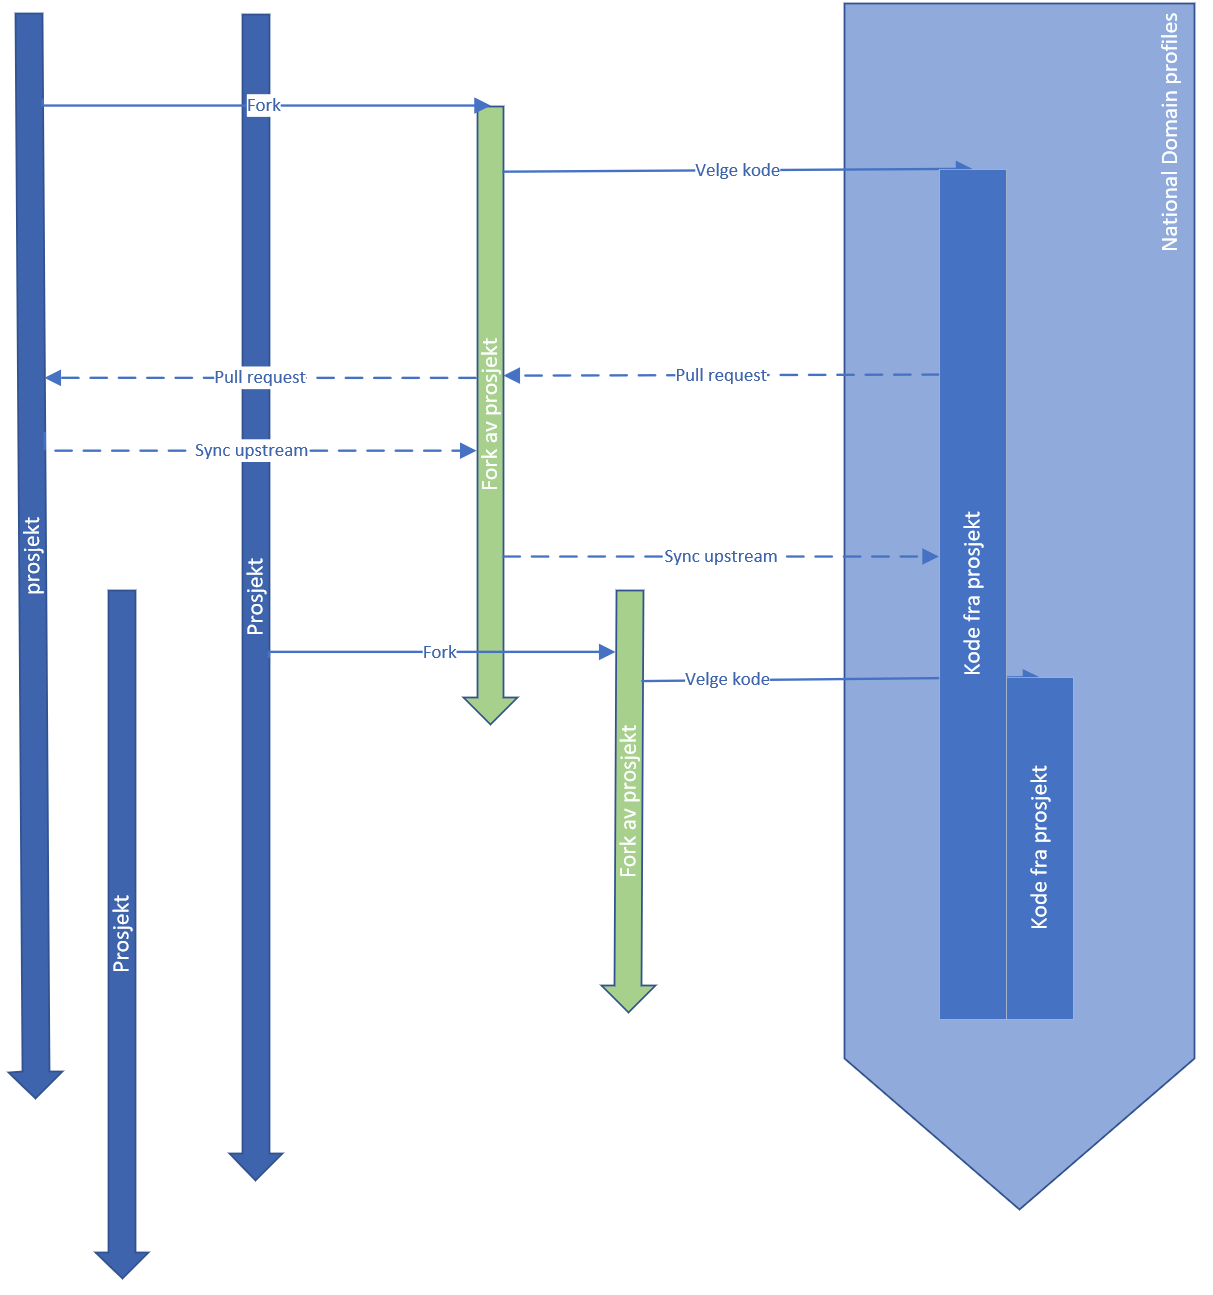 National Domain profiles
Fork
Velge kode
Pull request
Pull request
Fork av prosjekt
Sync upstream
prosjekt
Sync upstream
Prosjekt
Kode fra prosjekt
Fork
Velge kode
Fork av prosjekt
Kode fra prosjekt
Prosjekt